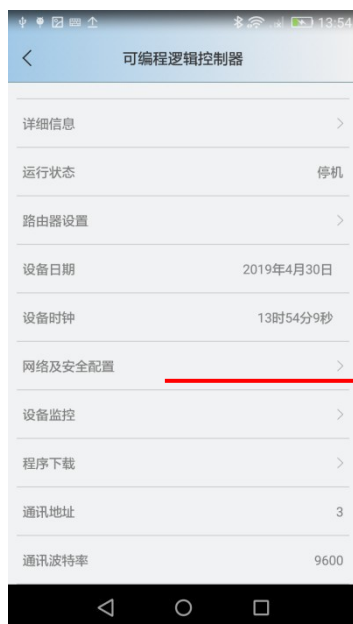 13:54
可编程逻辑控制器
详细信息
运行状态 停机
路由器设置
设备日期 2019年4月30日
设备时钟 13时54分9秒
网络及安全配置
设备监控
程序下载
通讯地址 3
通讯波特率 9600